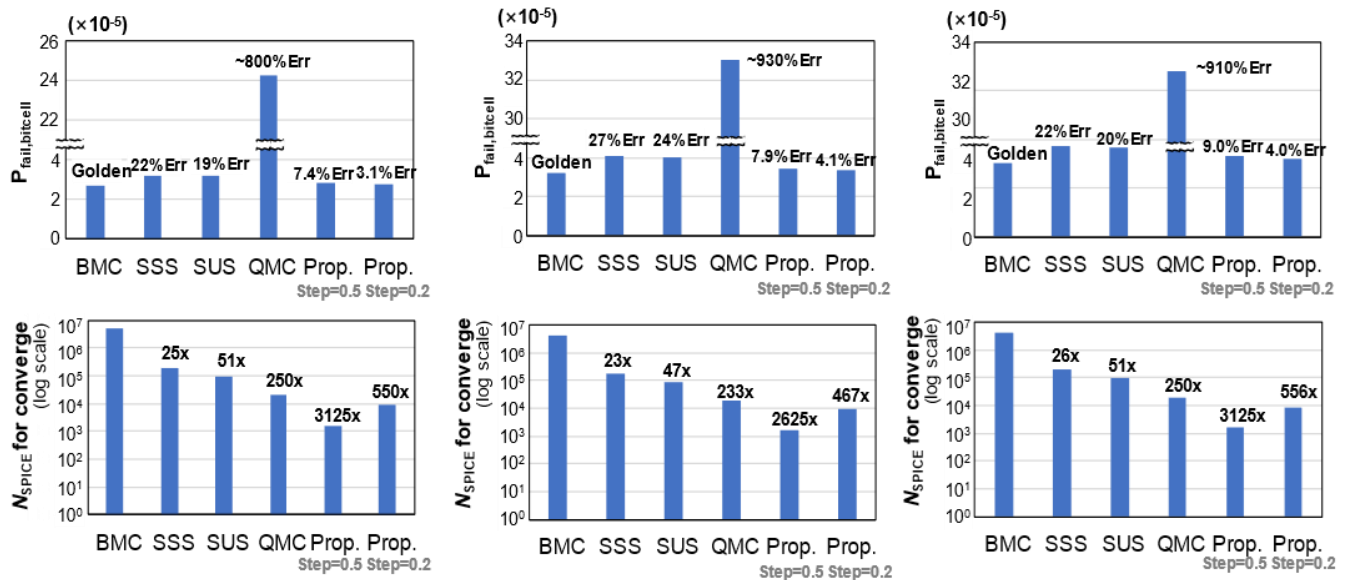 (×10-5)
26
24
22
4
2
0
Pfail,bitcell
Golden
22% Err
19% Err
~800% Err
7.4% Err
3.1% Err
BMC SSS SUS QMC Prop. Prop.
Step=0.5 Step=0.2
(×10-5)
34
32
30
4
2
0
Pfail,bitcell
Golden
27% Err
24% Err
~930% Err
7.9% Err
4.1% Err
BMC SSS SUS QMC Prop. Prop.
Step=0.5 Step=0.2
(×10-5)
34
32
30
4
2
0
Pfail,bitcell
Golden
22% Err
20% Err
~910% Err
9.0% Err
4.0% Err
BMC SSS SUS QMC Prop. Prop.
Step=0.5 Step=0.2
NSPICE for converge
(log scale)
107
106
105
104
103
102
101
100
25x
51x
250x
3125x
550x
BMC SSS SUS QMC Prop. Prop.
Step=0.5 Step=0.2
NSPICE for converge
(log scale)
107
106
105
104
103
102
101
100
23x
47x
233x
2625x
467x
BMC SSS SUS QMC Prop. Prop.
Step=0.5 Step=0.2
NSPICE for converge
(log scale)
107
106
105
104
103
102
101
100
26x
51x
250x
3125x
556x
BMC SSS SUS QMC Prop. Prop.
Step=0.5 Step=0.2